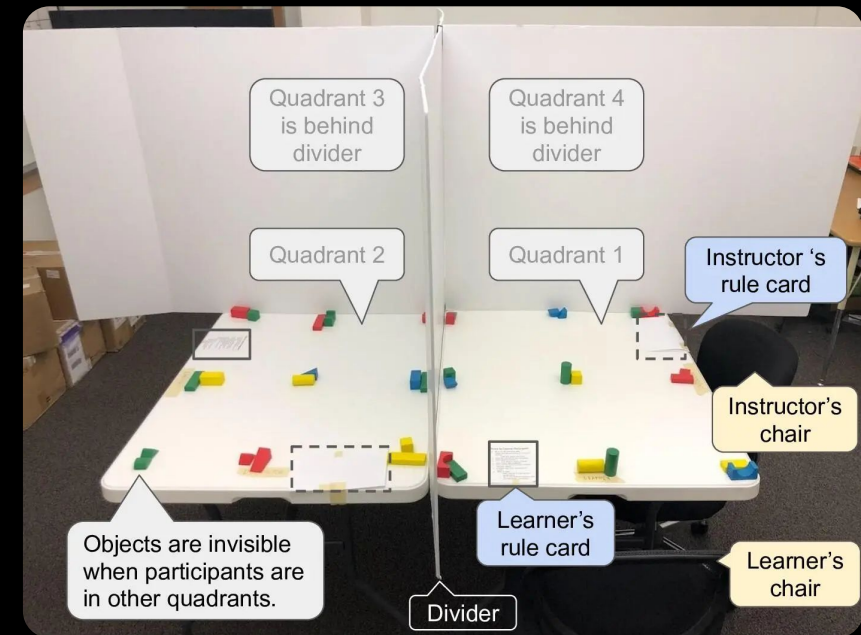 Quadrant 3
is behind
divider
Quadrant 4
is behind
divider
Quadrant 2
Quadrant 1
Instructor 's
rule card
Instructor's
chair
Learner's
rule card
Learner's
chair
Objects are invisible
when participants are
in other quadrants.
Divider